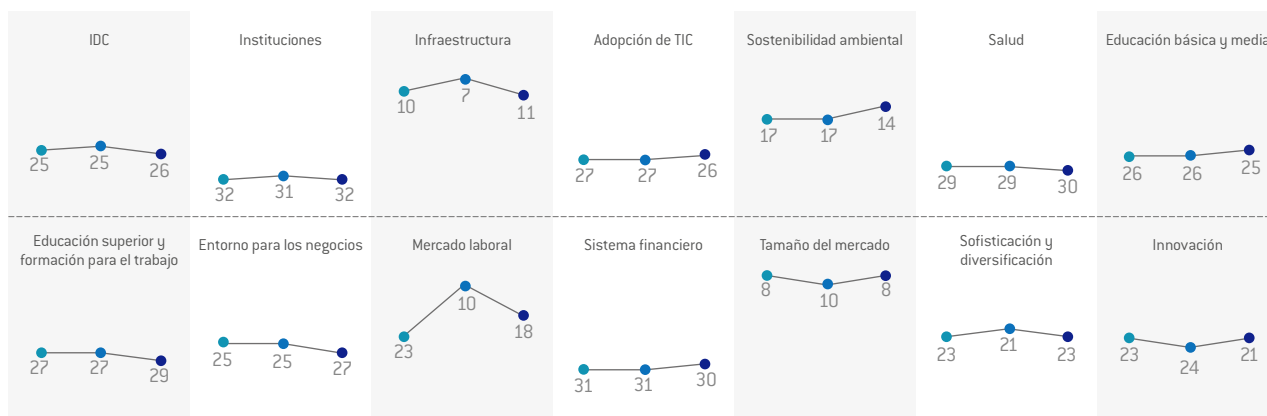 IDC
25
25
26
Instituciones
32
31
32
Infraestructura
10
7
11
Adopción de TIC
27
27
26
Sostenibilidad ambiental
17
17
14
Salud
29
29
30
Educación básica y media
26
26
25
Educación superior y
formación para el trabajo
27
27
29
Entorno para los negocios
25
25
27
Mercado laboral
23
10
18
Sistema financiero
31
31
30
Tamaño del mercado
8
10
8
Sofisticación y
diversificación
23
21
23
Innovación
23
24
21